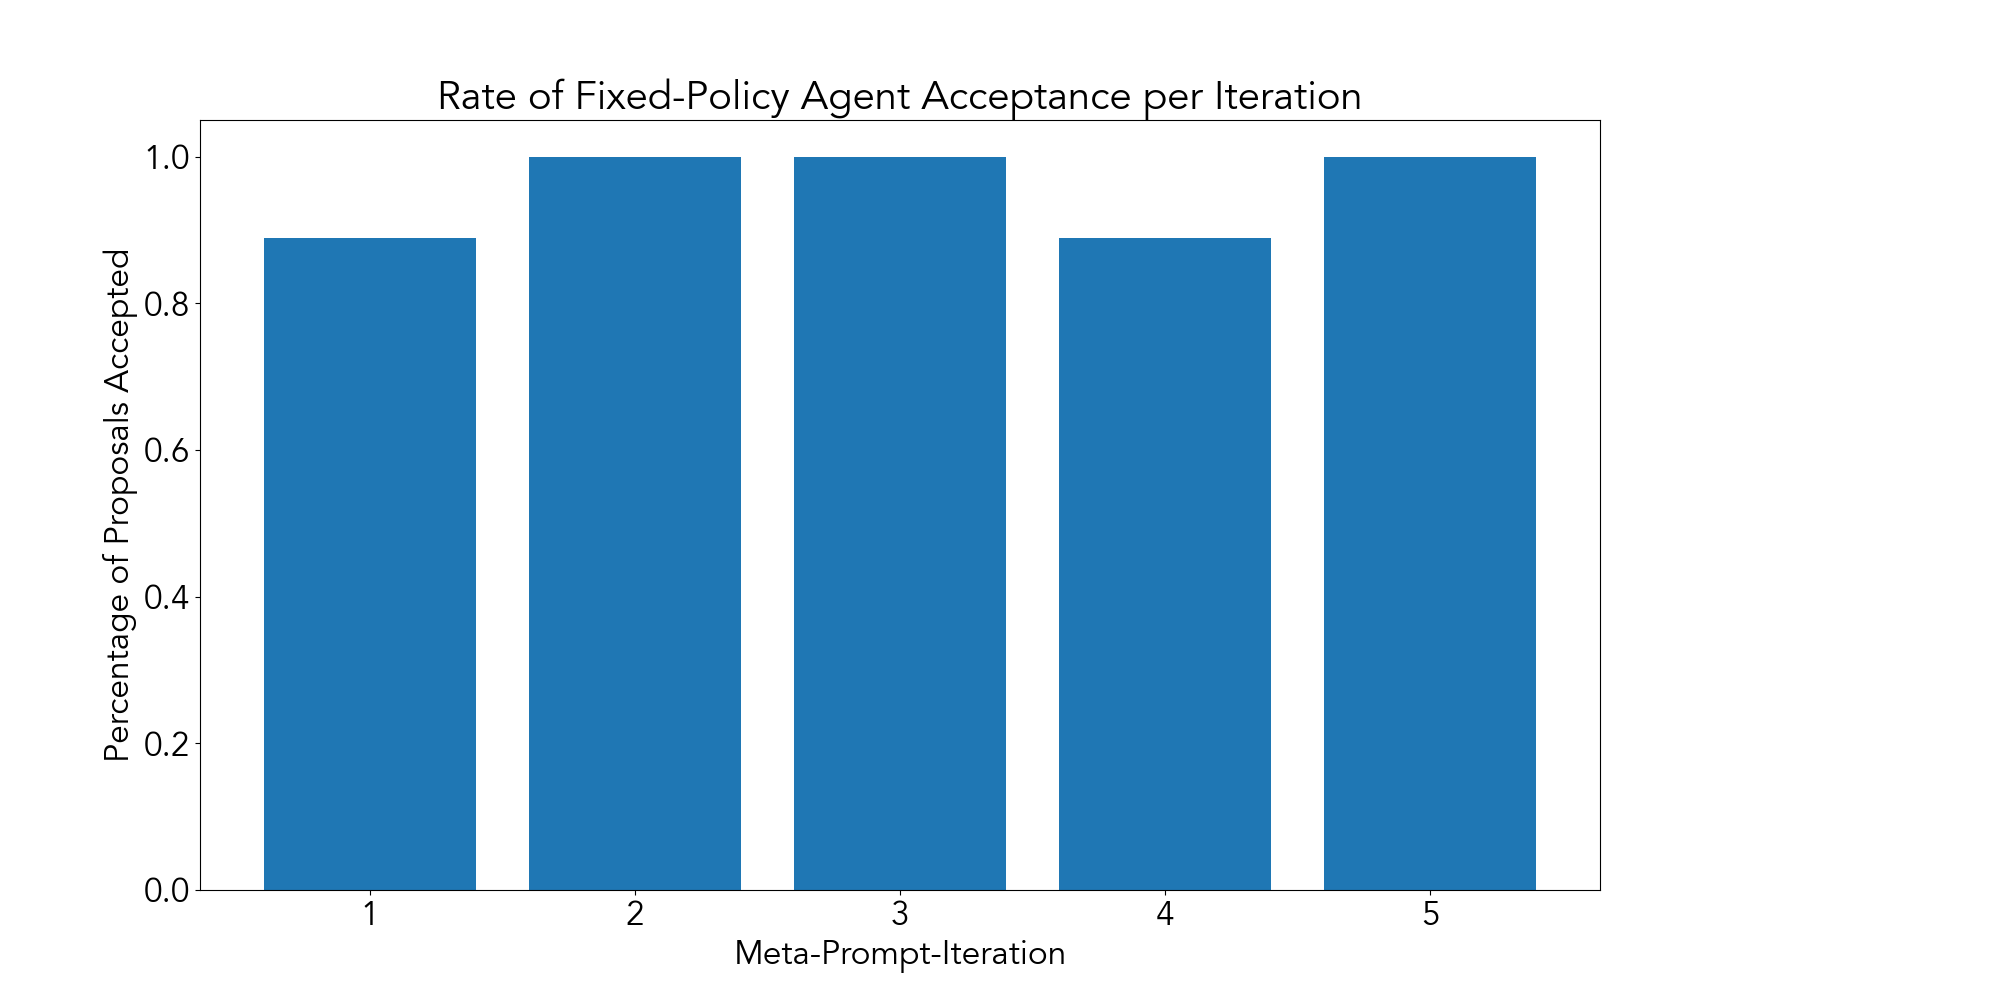 Rate of Fixed-Policy Agent Acceptance per Iteration
Percentage of Proposals Accepted
1.0
0.8
0.6
0.4
0.2
0.0
1 2 3 4 5
Meta-Prompt-Iteration